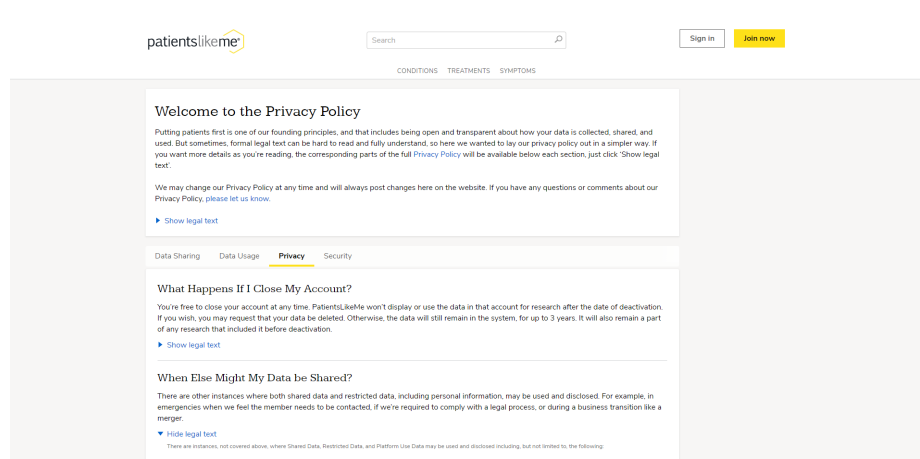 patientslikeme®
Search
Sign in
Join now
CONDITIONS TREATMENTS SYMPTOMS
Welcome to the Privacy Policy
Putting patients first is one of our founding principles, and that includes being open and transparent about how your data is collected, shared, and
used. But sometimes, formal legal text can be hard to read and fully understand, so here we wanted to lay our privacy policy out in a simpler way. If
you want more details as you're reading, the corresponding parts of the full Privacy Policy will be available below each section, just click 'Show legal
text'.
We may change our Privacy Policy at any time and will always post changes here on the website. If you have any questions or comments about our
Privacy Policy, please let us know.
Show legal text
Data Sharing Data Usage Privacy Security
What Happens If I Close My Account?
You're free to close your account at any time. PatientsLikeMe won't display or use the data in that account for research after the date of deactivation.
If you wish, you may request that your data be deleted. Otherwise, the data will still remain in the system, for up to 3 years. It will also remain a part
of any research that included it before deactivation.
Show legal text
When Else Might My Data be Shared?
There are other instances where both shared data and restricted data, including personal information, may be used and disclosed. For example, in
emergencies when we feel the member needs to be contacted, if we're required to comply with a legal process, or during a business transition like a
merger.
Hide legal text
There are instances, not covered above, where Shared Data, Restricted Data, and Platform Use Data may be used and disclosed including, but not limited to, the following: